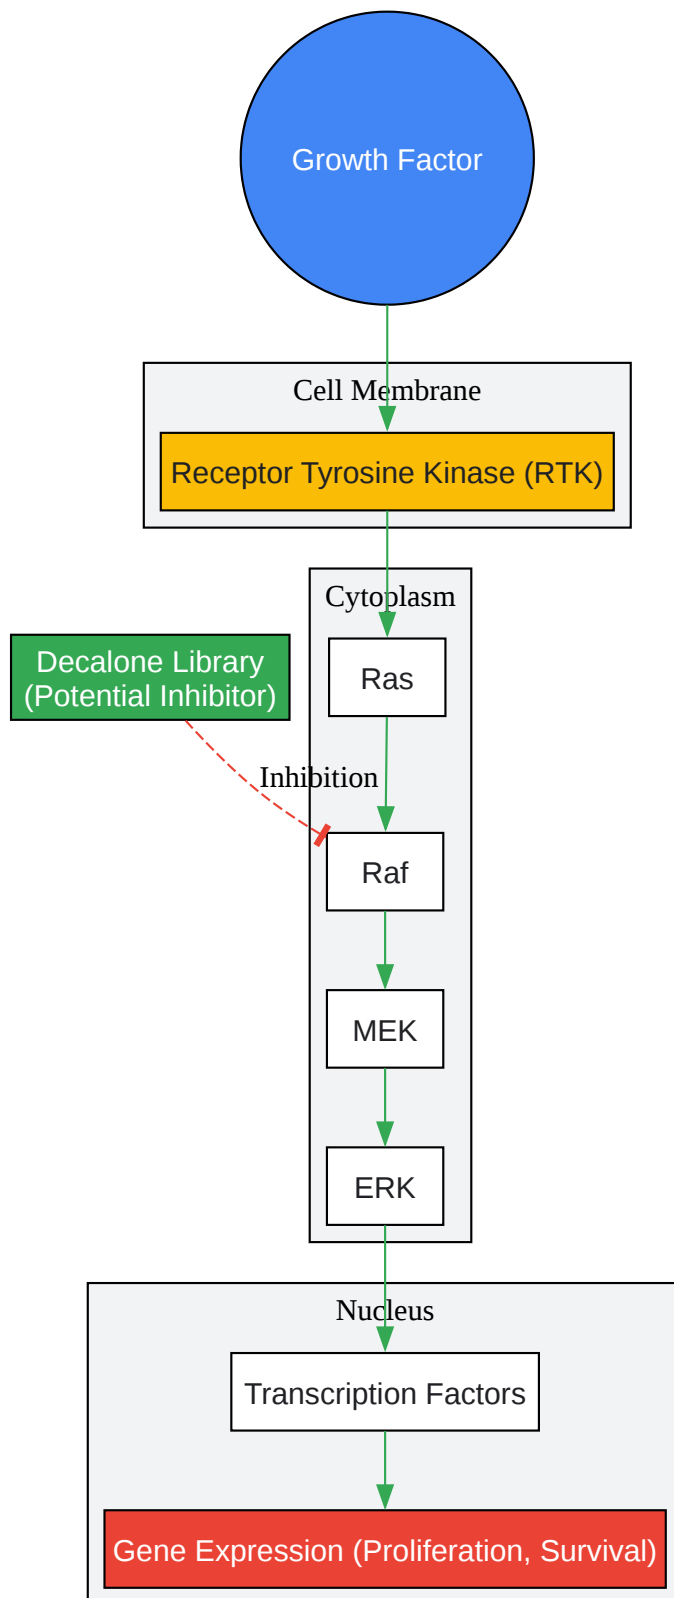 Growth Factor
Cell Membrane
Receptor Tyrosine Kinase (RTK)
Cytoplasm
Decalone Library
(Potential Inhibitor)
Ras
Inhibition
Raf
MEK
ERK
Nucleus
Transcription Factors
Gene Expression (Proliferation, Survival)